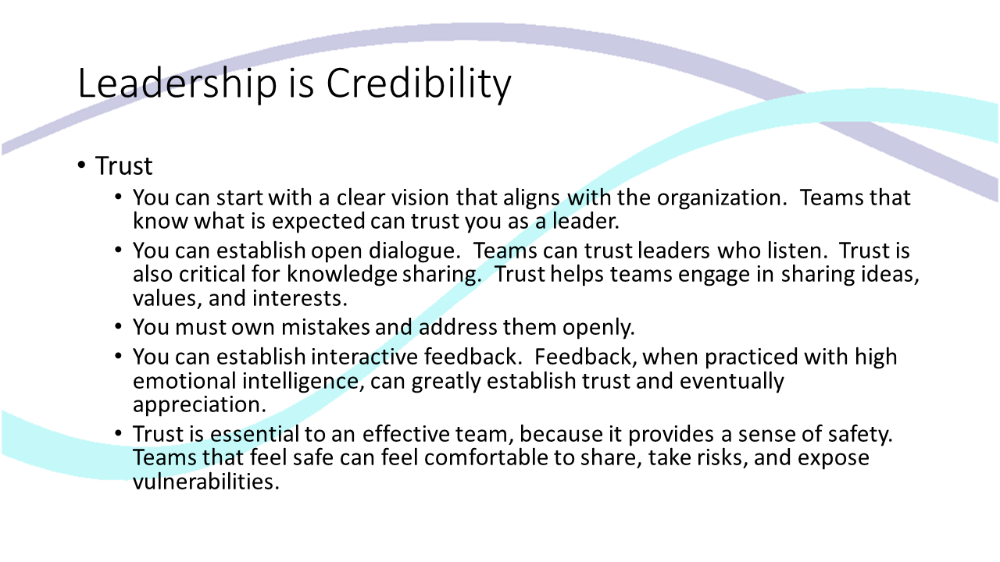 Leadership is Credibility
• Trust
• You can start with a clear vision that aligns with the organization.  Teams that
know what is expected can trust you as a leader.
• You can establish open dialogue.  Teams can trust leaders who listen.  Trust is
also critical for knowledge sharing.  Trust helps teams engage in sharing ideas,
values, and interests.
• You must own mistakes and address them openly.
• You can establish interactive feedback.  Feedback, when practiced with high
emotional intelligence, can greatly establish trust and eventually
appreciation.
• Trust is essential to an effective team, because it provides a sense of safety.
Teams that feel safe can feel comfortable to share, take risks, and expose
vulnerabilities.